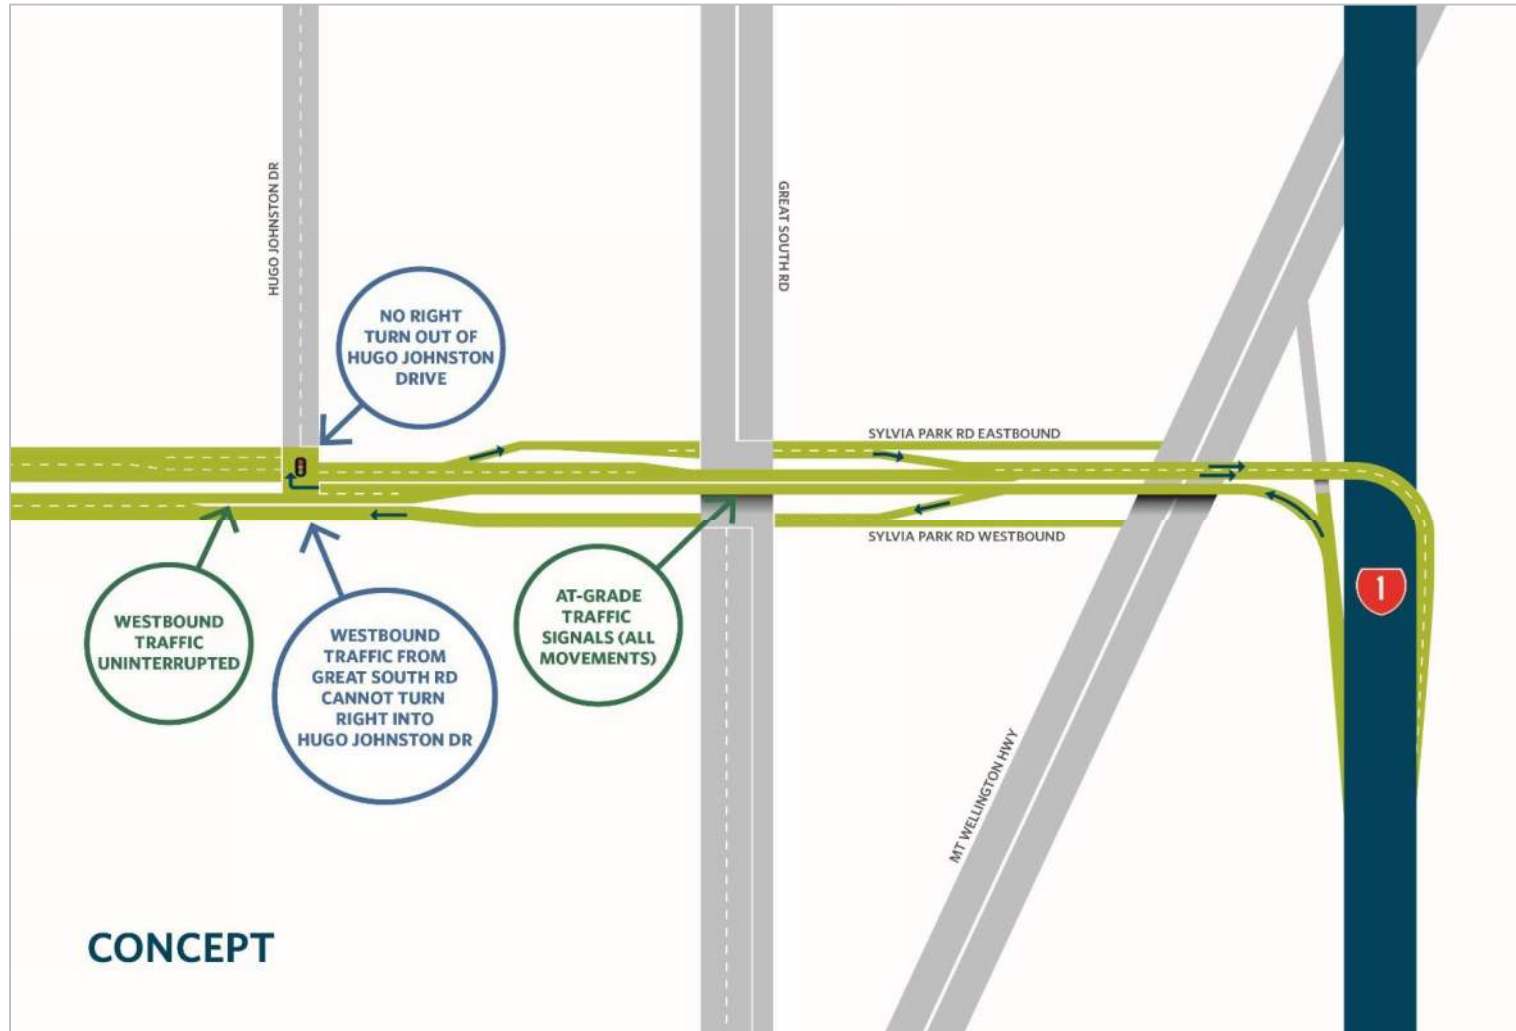 HUGO JOHNSTON DR
GREAT SOUTH RD
NO RIGHT
TURN OUT OF
HUGO JOHNSTON
DRIVE
SYLVIA PARK RD EASTBOUND
SYLVIA PARK RD WESTBOUND
WESTBOUND
TRAFFIC
UNINTERRUPTED
WESTBOUND
TRAFFIC FROM
GREAT SOUTH RD
CANNOT TURN
RIGHT INTO
HUGO JOHNSTON DR
AT-GRADE
TRAFFIC
SIGNALS (ALL
MOVEMENTS)
1
MT WELLINGTON HWY
CONCEPT